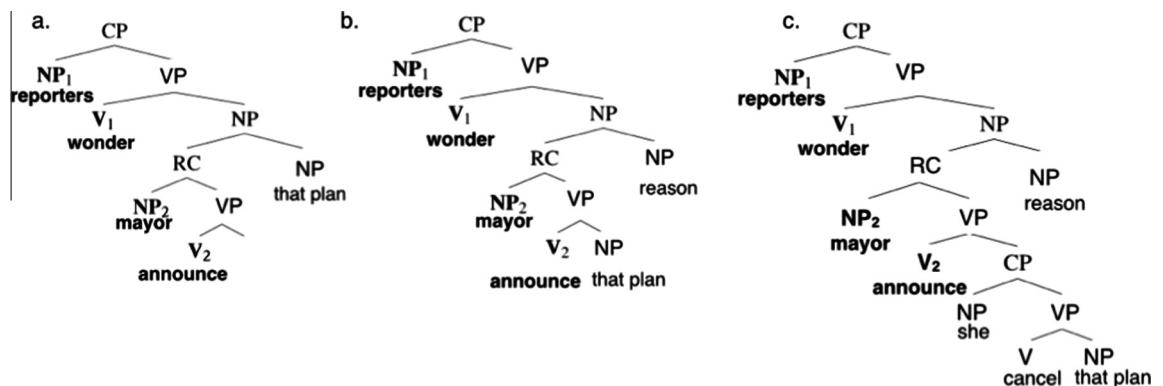 a.
CP
NP₁ VP
reporters
V₁ NP
wonder
RC NP
that plan
NP₂ VP
mayor
V₂
announce
b.
CP
NP₁ VP
reporters
V₁ NP
wonder
RC NP
reason
NP₂ VP
mayor
V₂ NP
announce that plan
c.
CP
NP₁ VP
reporters
V₁ NP
wonder
RC NP
reason
NP₂ VP
mayor
V₂ CP
announce
NP VP
she
V NP
cancel that plan